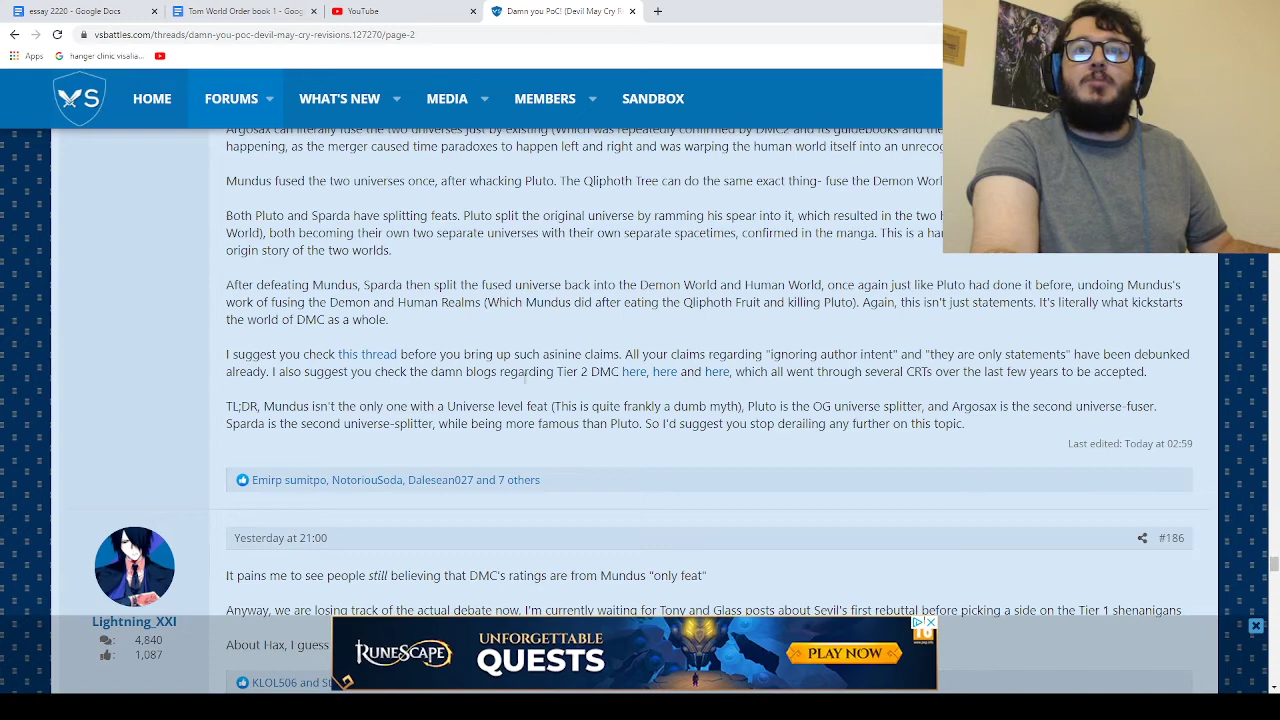 essay 2220 - Google Docs
Tom World Order book 1 - Goog
YouTube
Damn you PoC! (Devil May Cry Re
vsbattles.com/threads/damn-you-poc-devil-may-cry-revisions.127270/page-2
Apps
hanger clinic visalia...
VS
HOME
FORUMS
WHAT'S NEW
MEDIA
MEMBERS
SANDBOX
Argosax can literally fuse the two universes just by existing (Which was repeatedly confirmed by DMC2 and its guidebooks and the
happening, as the merger caused time paradoxes to happen left and right and was warping the human world itself into an unrecog
Mundus fused the two universes once, after whacking Pluto. The Qliphoth Tree can do the same exact thing- fuse the Demon Worl
Both Pluto and Sparda have splitting feats. Pluto split the original universe by ramming his spear into it, which resulted in the two
World), both becoming their own two separate universes with their own separate spacetimes, confirmed in the manga. This is a har
origin story of the two worlds.
After defeating Mundus, Sparda then split the fused universe back into the Demon World and Human World, once again just like Pluto had done it before, undoing Mundus's
work of fusing the Demon and Human Realms (Which Mundus did after eating the Qliphoth Fruit and killing Pluto). Again, this isn't just statements. It's literally what kickstarts
the world of DMC as a whole.
I suggest you check this thread before you bring up such asinine claims. All your claims regarding "ignoring author intent" and "they are only statements" have been debunked
already. I also suggest you check the damn blogs regarding Tier 2 DMC here, here and here, which all went through several CRTs over the last few years to be accepted.
TL;DR, Mundus isn't the only one with a Universe level feat (This is quite frankly a dumb myth), Pluto is the OG universe splitter, and Argosax is the second universe-fuser.
Sparda is the second universe-splitter, while being more famous than Pluto. So I'd suggest you stop derailing any further on this topic.
Last edited: Today at 02:59
Emirp sumitpo, NotoriouSoda, Dalesean027 and 7 others
Yesterday at 21:00
#186
It pains me to see people still believing that DMC's ratings are from Mundus "only feat"
Anyway, we are losing track of the actual debate now. I'm currently waiting for Tony and Glass posts about Sevil's first rebuttal before picking a side on the Tier 1 shenanigans
Lightning_XXI
4,840
1,087
About Hax, I guess
RUNESCAPE
UNFORGETTABLE
QUESTS
PLAY NOW
KLOL506 and